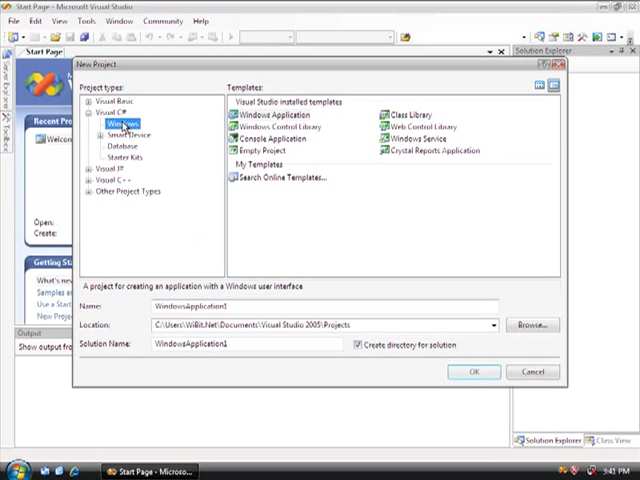 Start Page - Microsoft Visual Studio
File Edit View Tools Window Community Help
Start Page
Solution Explorer
Server Explorer
Toolbox
New Project
Project types:
Templates:
Visual Basic
Visual C#
Windows
Smart Device
Database
Starter Kits
Visual J#
Visual C++
Other Project Types
Visual Studio installed templates
Windows Application
Class Library
Windows Control Library
Web Control Library
Console Application
Windows Service
Empty Project
Crystal Reports Application
My Templates
Search Online Templates...
Recent Pro
Welcom
Open:
Create:
Getting St
What's new
Samples a
Use a Start
New Proje
A project for creating an application with a Windows user interface
Name: WindowsApplication1
Location: C:\Users\WiBit.Net\Documents\Visual Studio 2005\Projects
Browse...
Solution Name: WindowsApplication1
Create directory for solution
OK Cancel
Output
Show output fro
Solution Explorer Class View
Start Page - Microso...
3:41 PM